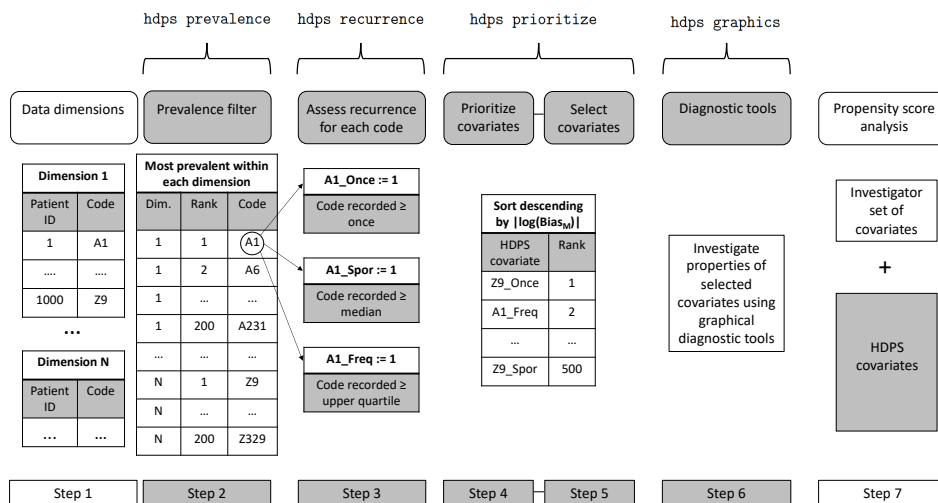 hdps prevalence
hdps recurrence
hdps prioritize
hdps graphics
Data dimensions
Prevalence filter
Assess recurrence
for each code
Prioritize
covariates
Select
covariates
Diagnostic tools
Propensity score
analysis
Dimension 1
Patient
ID
Code
1 A1
....
....
1000 Z9
...
Dimension N
Patient
ID
Code
... ...
Most prevalent within
each dimension
Dim. Rank Code
1 1 A1
1 2 A6
1 ... ...
1 200 A231
... ... ...
N 1 Z9
N ... ...
N 200 Z329
A1_Once := 1
Code recorded ≥
once
A1_Spor := 1
Code recorded ≥
median
A1_Freq := 1
Code recorded ≥
upper quartile
Sort descending
by |log(Bias_M)|
HDPS
covariate
Rank
Z9_Once 1
A1_Freq 2
... ...
Z9_Spor 500
Investigate
properties of
selected
covariates using
graphical
diagnostic tools
Investigator
set of
covariates
+
HDPS
covariates
Step 1
Step 2
Step 3
Step 4
Step 5
Step 6
Step 7